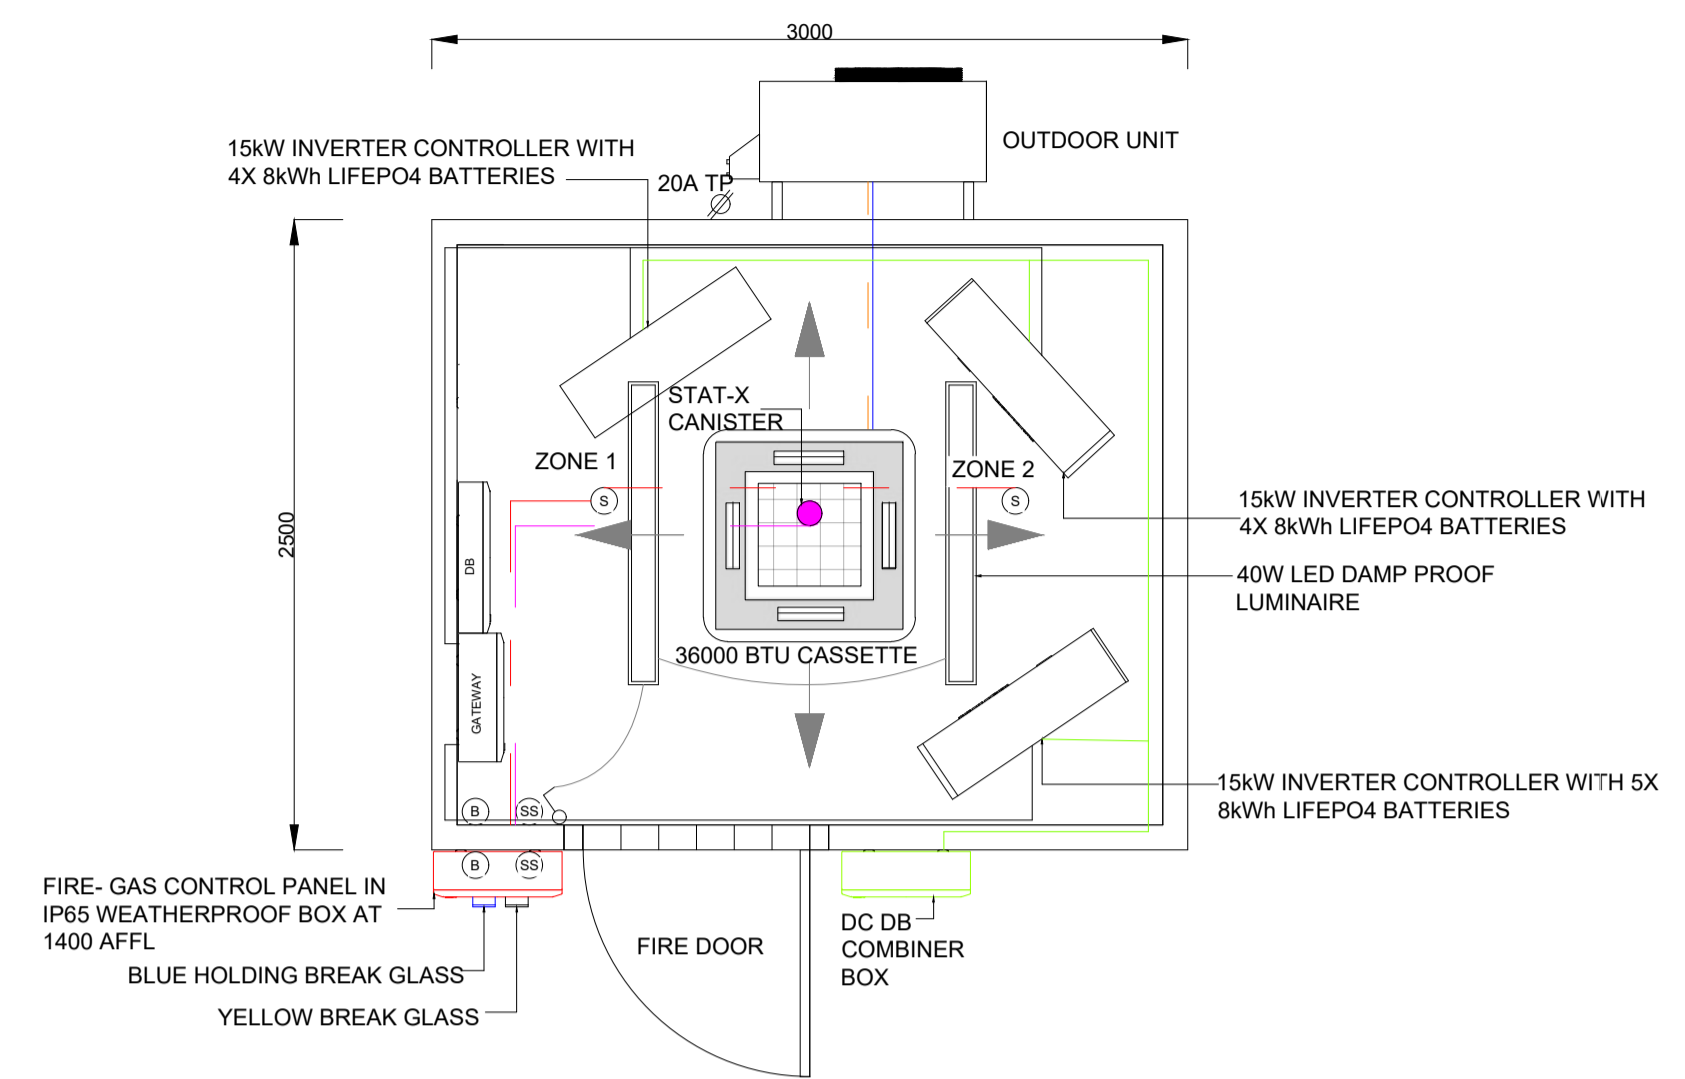 3000
15kW INVERTER CONTROLLER WITH
4X 8kWh LIFEPO4 BATTERIES
OUTDOOR UNIT
20A TP
STAT-X
CANISTER
ZONE 1
ZONE 2
S
S
15kW INVERTER CONTROLLER WITH
4X 8kWh LIFEPO4 BATTERIES
2500
DB
40W LED DAMP PROOF
LUMINAIRE
36000 BTU CASSETTE
GATEWAY
15kW INVERTER CONTROLLER WITH 5X
8kWh LIFEPO4 BATTERIES
B
SS
B
SS
FIRE- GAS CONTROL PANEL IN
IP65 WEATHERPROOF BOX AT
1400 AFFL
BLUE HOLDING BREAK GLASS
YELLOW BREAK GLASS
FIRE DOOR
DC DB
COMBINER
BOX